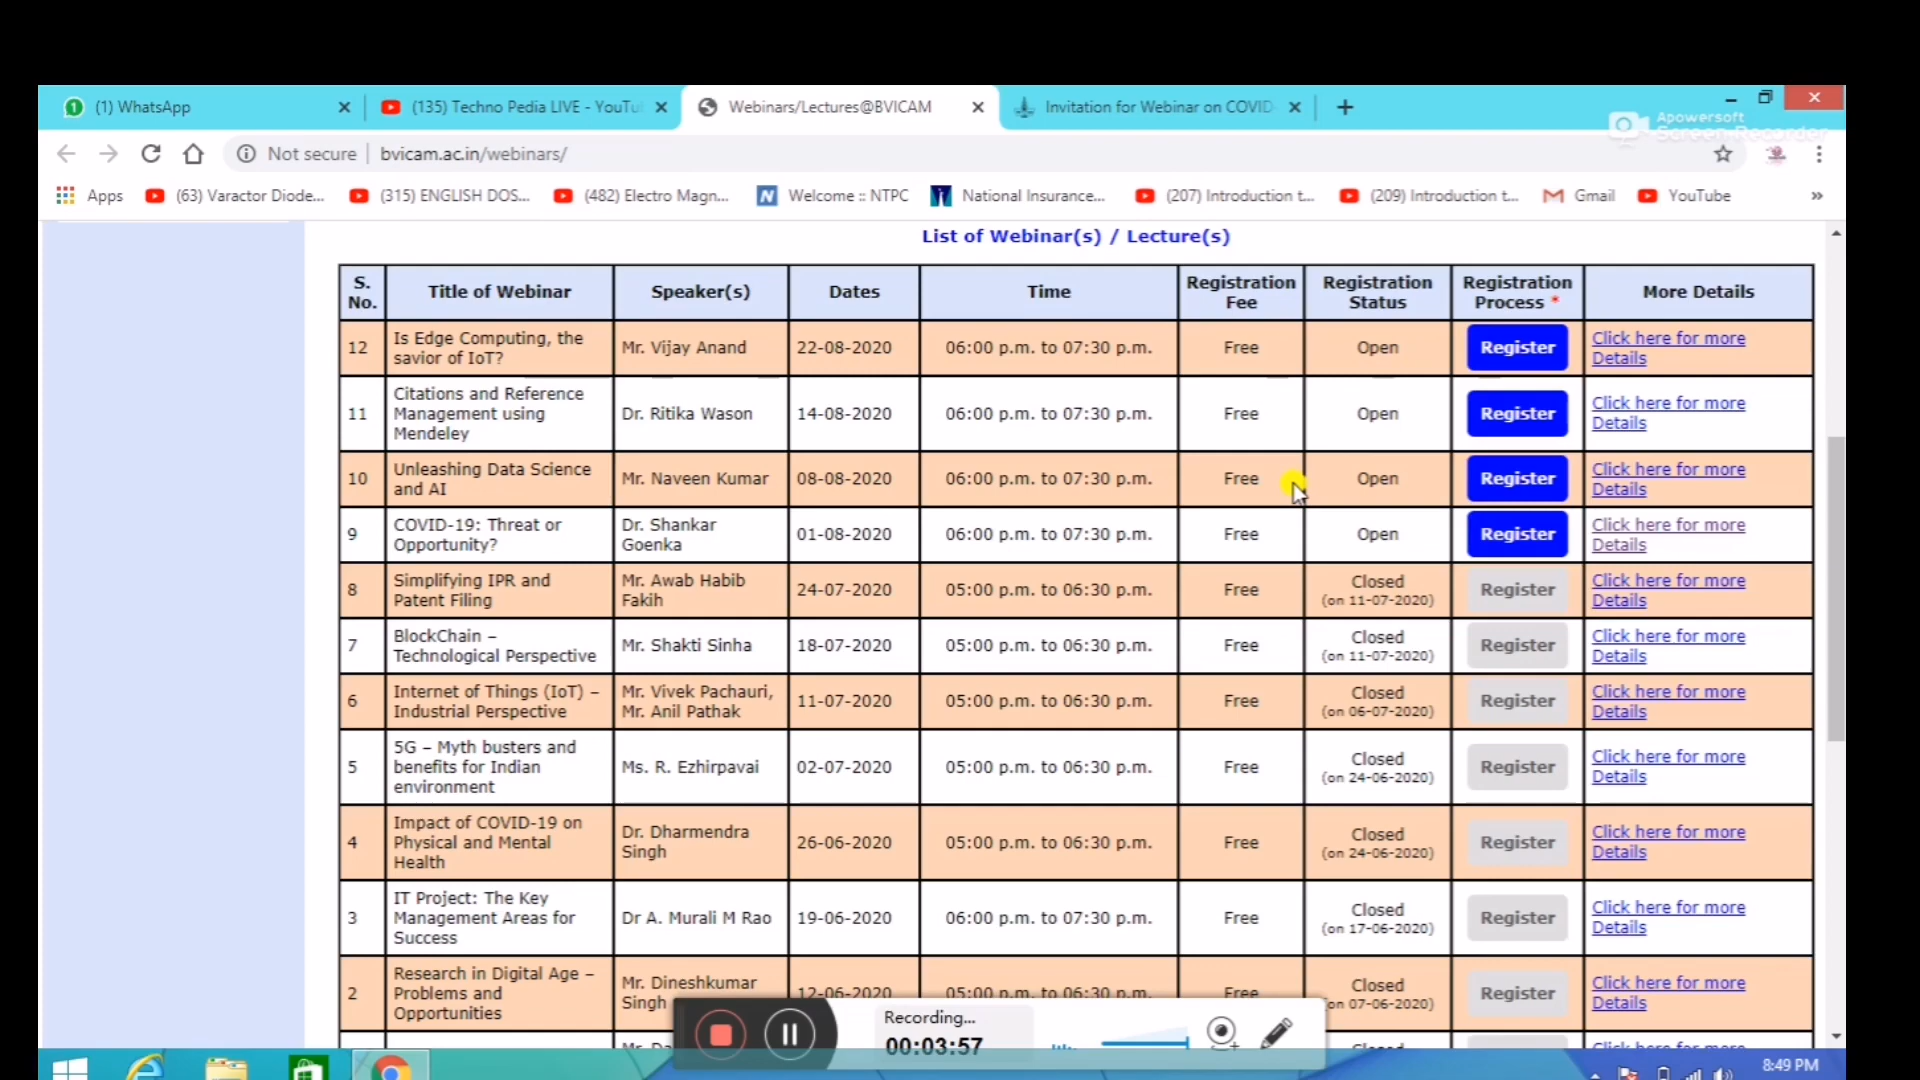 (1) WhatsApp
(135) Techno Pedia LIVE - YouTu
Webinars/Lectures@BVICAM
Invitation for Webinar on COVID-
Apowersoft
Screen Recorder
Not secure
bvicam.ac.in/webinars/
Apps
(63) Varactor Diode...
(315) ENGLISH DOS...
(482) Electro Magn...
Welcome :: NTPC
National Insurance...
(207) Introduction t...
(209) Introduction t...
Gmail
YouTube
»
List of Webinar(s) / Lecture(s)
S. No. Title of Webinar Speaker(s) Dates Time Registration Fee Registration Status Registration Process * More Details
12 Is Edge Computing, the savior of IoT? Mr. Vijay Anand 22-08-2020 06:00 p.m. to 07:30 p.m. Free Open Register Click here for more Details
11 Citations and Reference Management using Mendeley Dr. Ritika Wason 14-08-2020 06:00 p.m. to 07:30 p.m. Free Open Register Click here for more Details
10 Unleashing Data Science and AI Mr. Naveen Kumar 08-08-2020 06:00 p.m. to 07:30 p.m. Free Open Register Click here for more Details
9 COVID-19: Threat or Opportunity? Dr. Shankar Goenka 01-08-2020 06:00 p.m. to 07:30 p.m. Free Open Register Click here for more Details
8 Simplifying IPR and Patent Filing Mr. Awab Habib Fakih 24-07-2020 05:00 p.m. to 06:30 p.m. Free Closed (on 11-07-2020) Register Click here for more Details
7 BlockChain – Technological Perspective Mr. Shakti Sinha 18-07-2020 05:00 p.m. to 06:30 p.m. Free Closed (on 11-07-2020) Register Click here for more Details
6 Internet of Things (IoT) – Industrial Perspective Mr. Vivek Pachauri, Mr. Anil Pathak 11-07-2020 05:00 p.m. to 06:30 p.m. Free Closed (on 06-07-2020) Register Click here for more Details
5 5G – Myth busters and benefits for Indian environment Ms. R. Ezhirpavai 02-07-2020 05:00 p.m. to 06:30 p.m. Free Closed (on 24-06-2020) Register Click here for more Details
4 Impact of COVID-19 on Physical and Mental Health Dr. Dharmendra Singh 26-06-2020 05:00 p.m. to 06:30 p.m. Free Closed (on 24-06-2020) Register Click here for more Details
3 IT Project: The Key Management Areas for Success Dr A. Murali M Rao 19-06-2020 06:00 p.m. to 07:30 p.m. Free Closed (on 17-06-2020) Register Click here for more Details
2 Research in Digital Age – Problems and Opportunities Mr. Dineshkumar Singh 12-06-2020 05:00 p.m. to 06:30 p.m. Free Closed on 07-06-2020) Register Click here for more Details
Recording...
00:03:57
8:49 PM